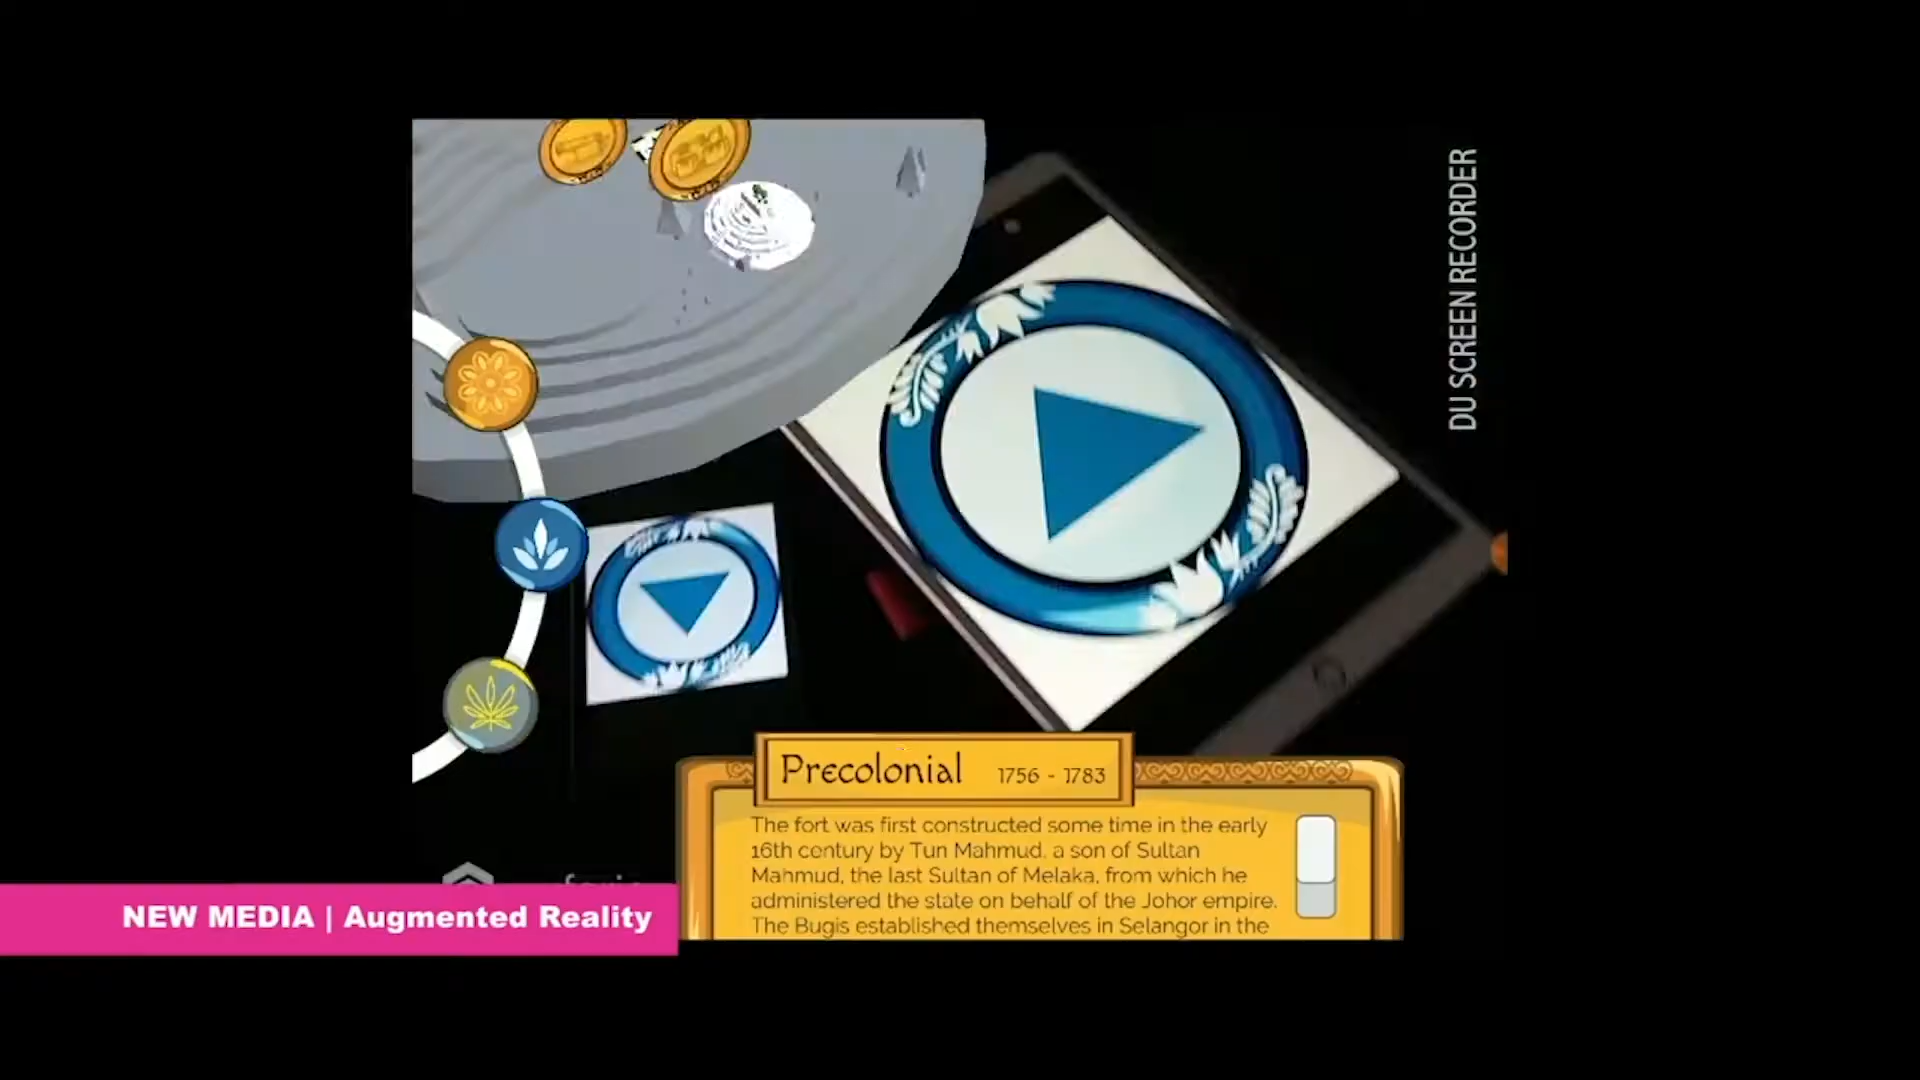 DU SCREEN RECORDER
Precolonial 1756 - 1783
The fort was first constructed some time in the early
16th century by Tun Mahmud, a son of Sultan
Mahmud, the last Sultan of Melaka, from which he
administered the state on behalf of the Johor empire.
The Bugis established themselves in Selangor in the
NEW MEDIA | Augmented Reality